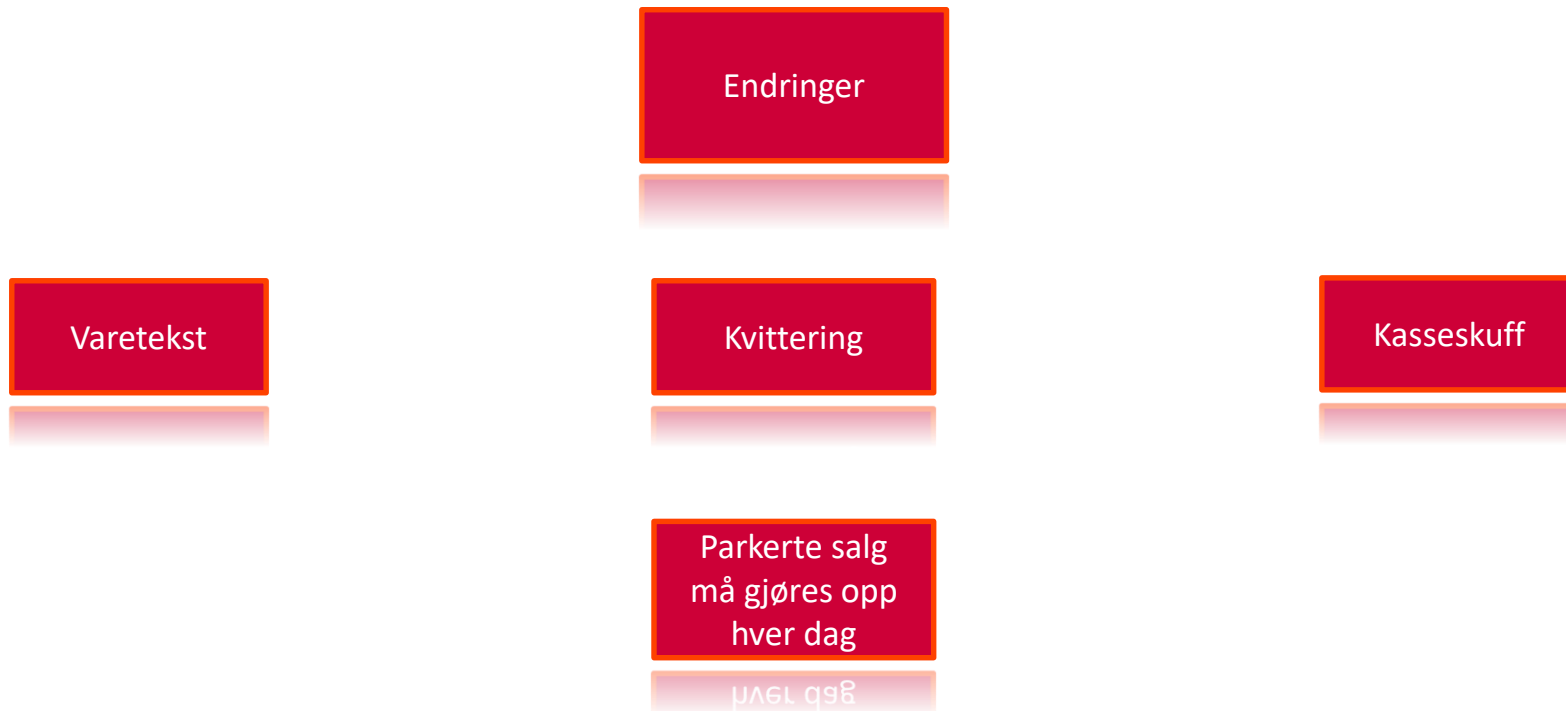 Endringer
Varetekst
Kvittering
Kasseskuff
Parkerte salg
må gjøres opp
hver dag